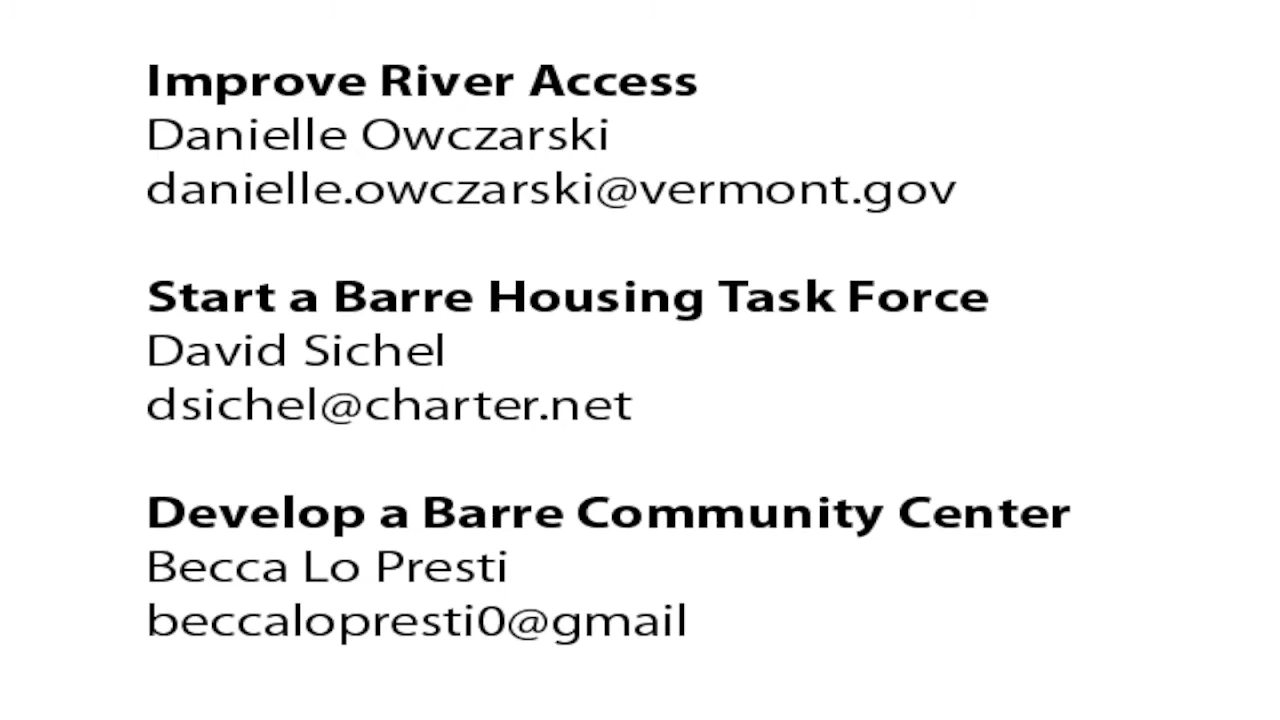 Improve River Access
Danielle Owczarski
danielle.owczarski@vermont.gov
Start a Barre Housing Task Force
David Sichel
dsichel@charter.net
Develop a Barre Community Center
Becca Lo Presti
beccalopresti0@gmail